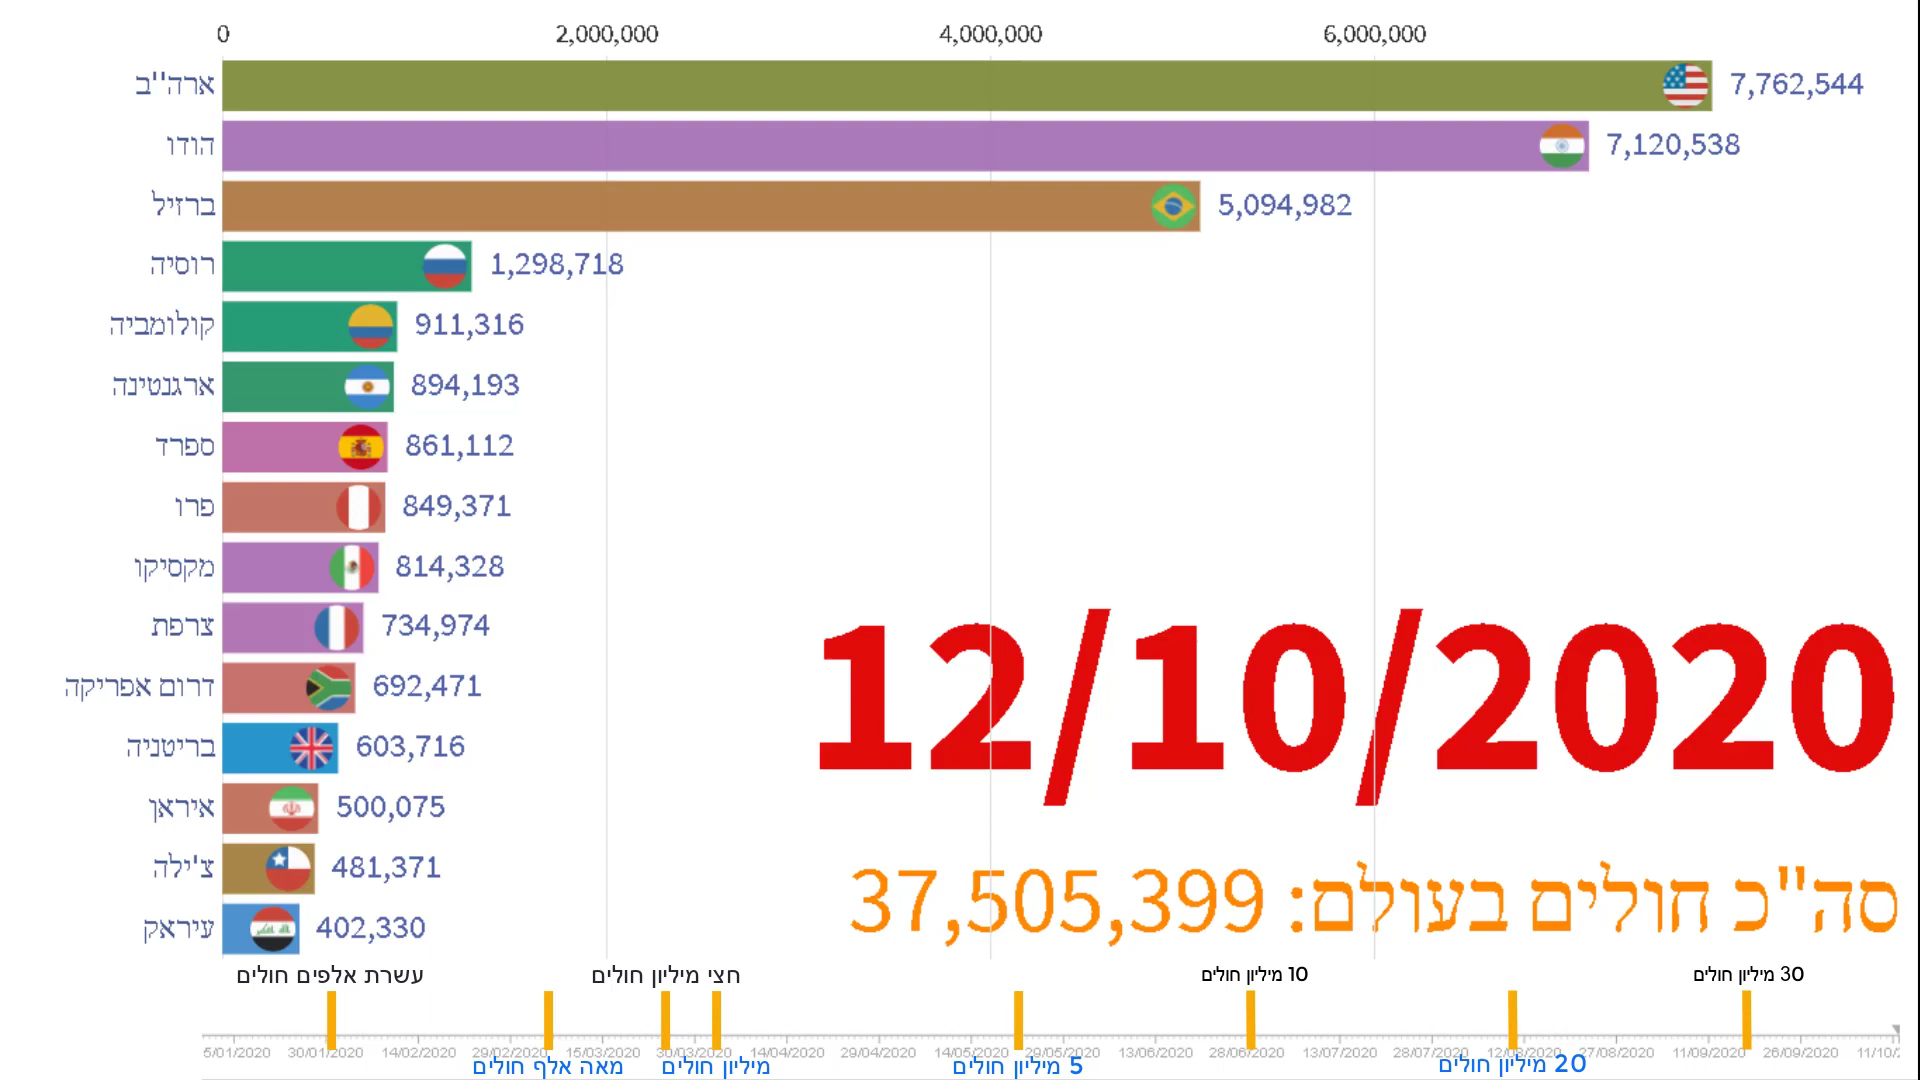 0 2,000,000 4,000,000 6,000,000
ארה''ב 7,762,544
הודו 7,120,538
ברזיל 5,094,982
רוסיה 1,298,718
קולומביה 911,316
ארגנטינה 894,193
ספרד 861,112
פרו 849,371
מקסיקו 814,328
צרפת 734,974
דרום אפריקה 692,471
בריטניה 603,716
איראן 500,075
צ'ילה 481,371
עיראק 402,330
12/10/2020
סה"כ חולים בעולם: 37,505,399
עשרת אלפים חולים חצי מיליון חולים 10 מיליון חולים 30 מיליון חולים
5/01/2020 30/01/2020 14/02/2020 29/02/2020 15/03/2020 30/03/2020 14/04/2020 29/04/2020 14/05/2020 29/05/2020 13/06/2020 28/06/2020 13/07/2020 28/07/2020 12/08/2020 27/08/2020 11/09/2020 26/09/2020 11/10/2
מאה אלף חולים מיליון חולים 5 מיליון חולים 20 מיליון חולים